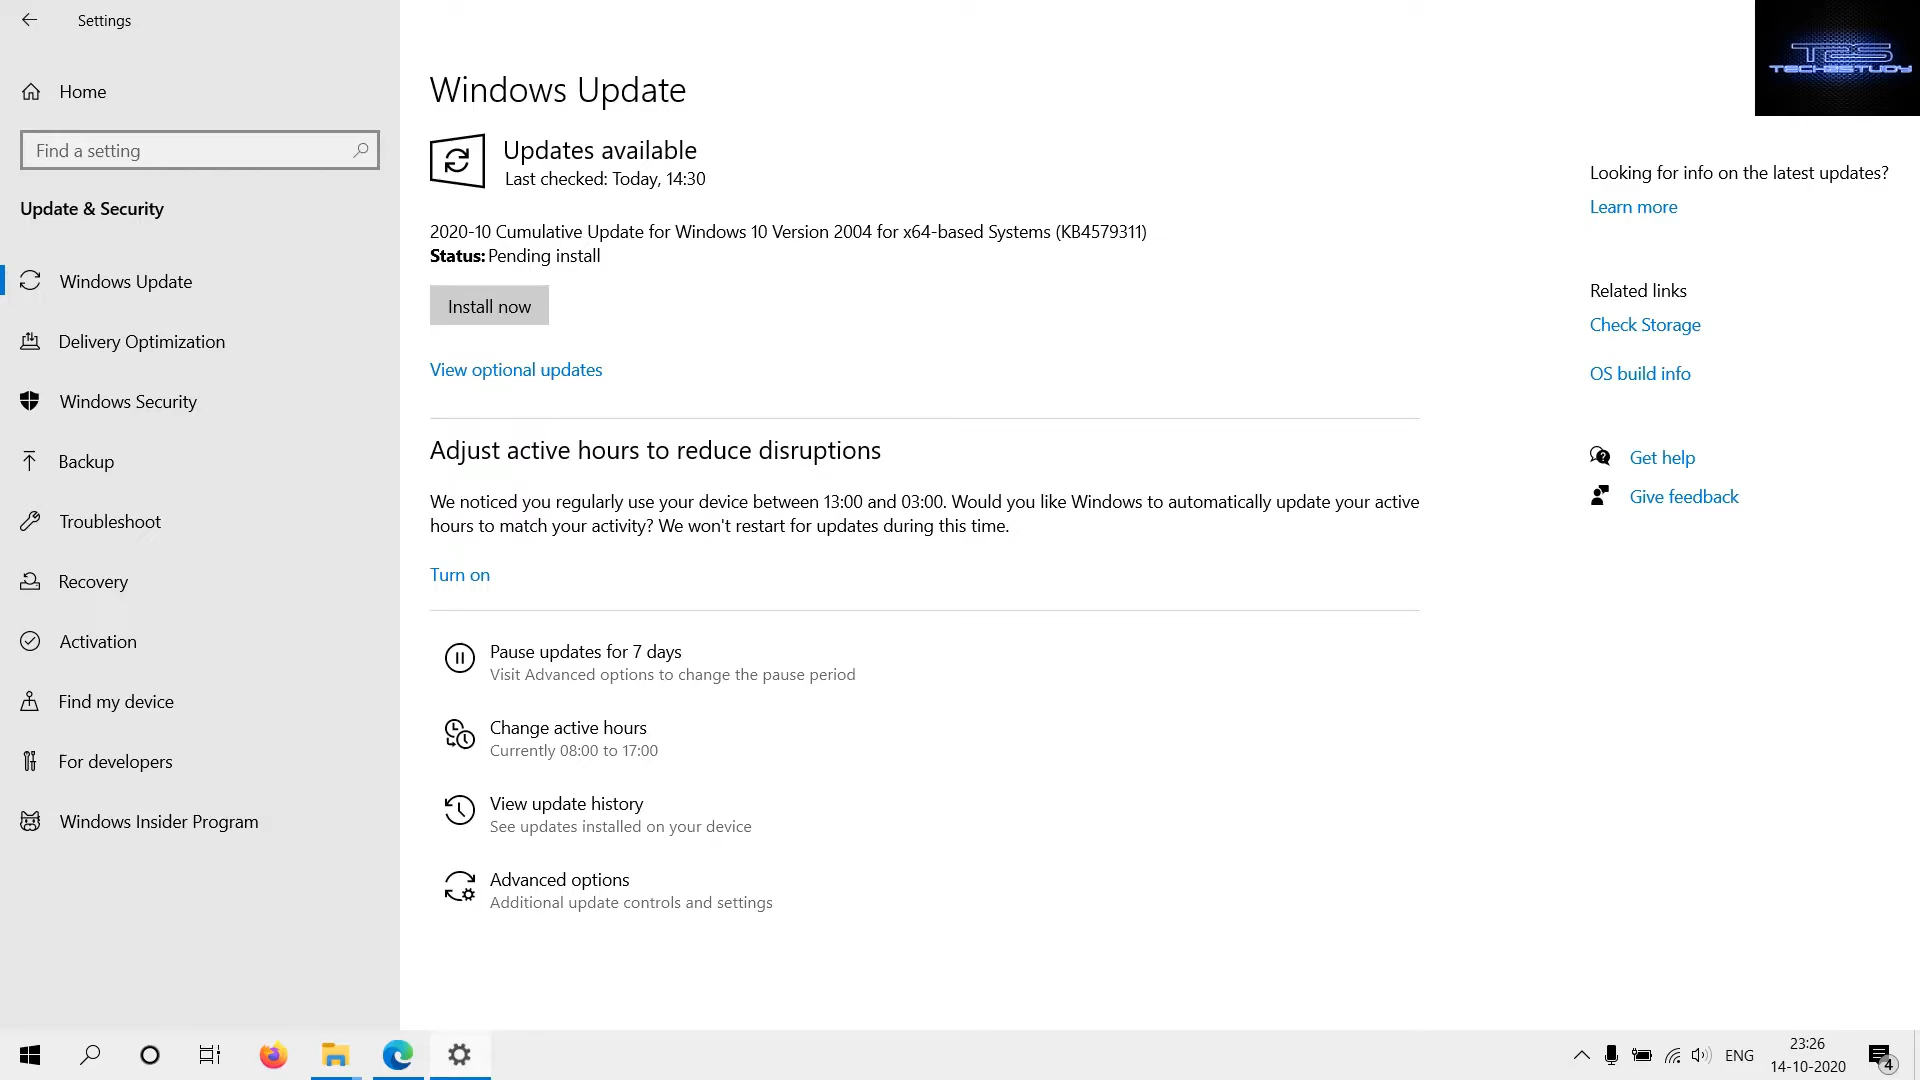 Settings
Home
Find a setting
Update & Security
Windows Update
Delivery Optimization
Windows Security
Backup
Troubleshoot
Recovery
Activation
Find my device
For developers
Windows Insider Program
Windows Update
Updates available
Last checked: Today, 14:30
2020-10 Cumulative Update for Windows 10 Version 2004 for x64-based Systems (KB4579311)
Status: Pending install
Install now
View optional updates
Adjust active hours to reduce disruptions
We noticed you regularly use your device between 13:00 and 03:00. Would you like Windows to automatically update your active
hours to match your activity? We won't restart for updates during this time.
Turn on
Pause updates for 7 days
Visit Advanced options to change the pause period
Change active hours
Currently 08:00 to 17:00
View update history
See updates installed on your device
Advanced options
Additional update controls and settings
T2S
TECH2STUDY
Looking for info on the latest updates?
Learn more
Related links
Check Storage
OS build info
Get help
Give feedback
ENG
23:26
14-10-2020
4